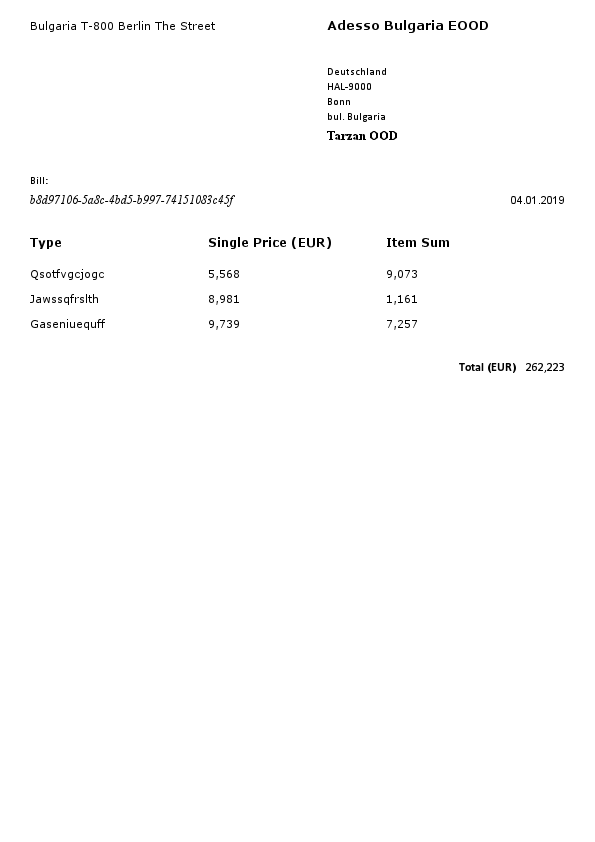 Bulgaria T-800 Berlin The Street
Adesso Bulgaria EOOD
Deutschland
HAL-9000
Bonn
bul. Bulgaria
Tarzan OOD
Bill:
b8d97106-5a8c-4bd5-b997-74151083c45f 04.01.2019
Type Single Price (EUR) Item Sum
Qsotfvgcjogc 5,568 9,073
Jawssqfrslth 8,981 1,161
Gaseniuequff 9,739 7,257
Total (EUR) 262,223